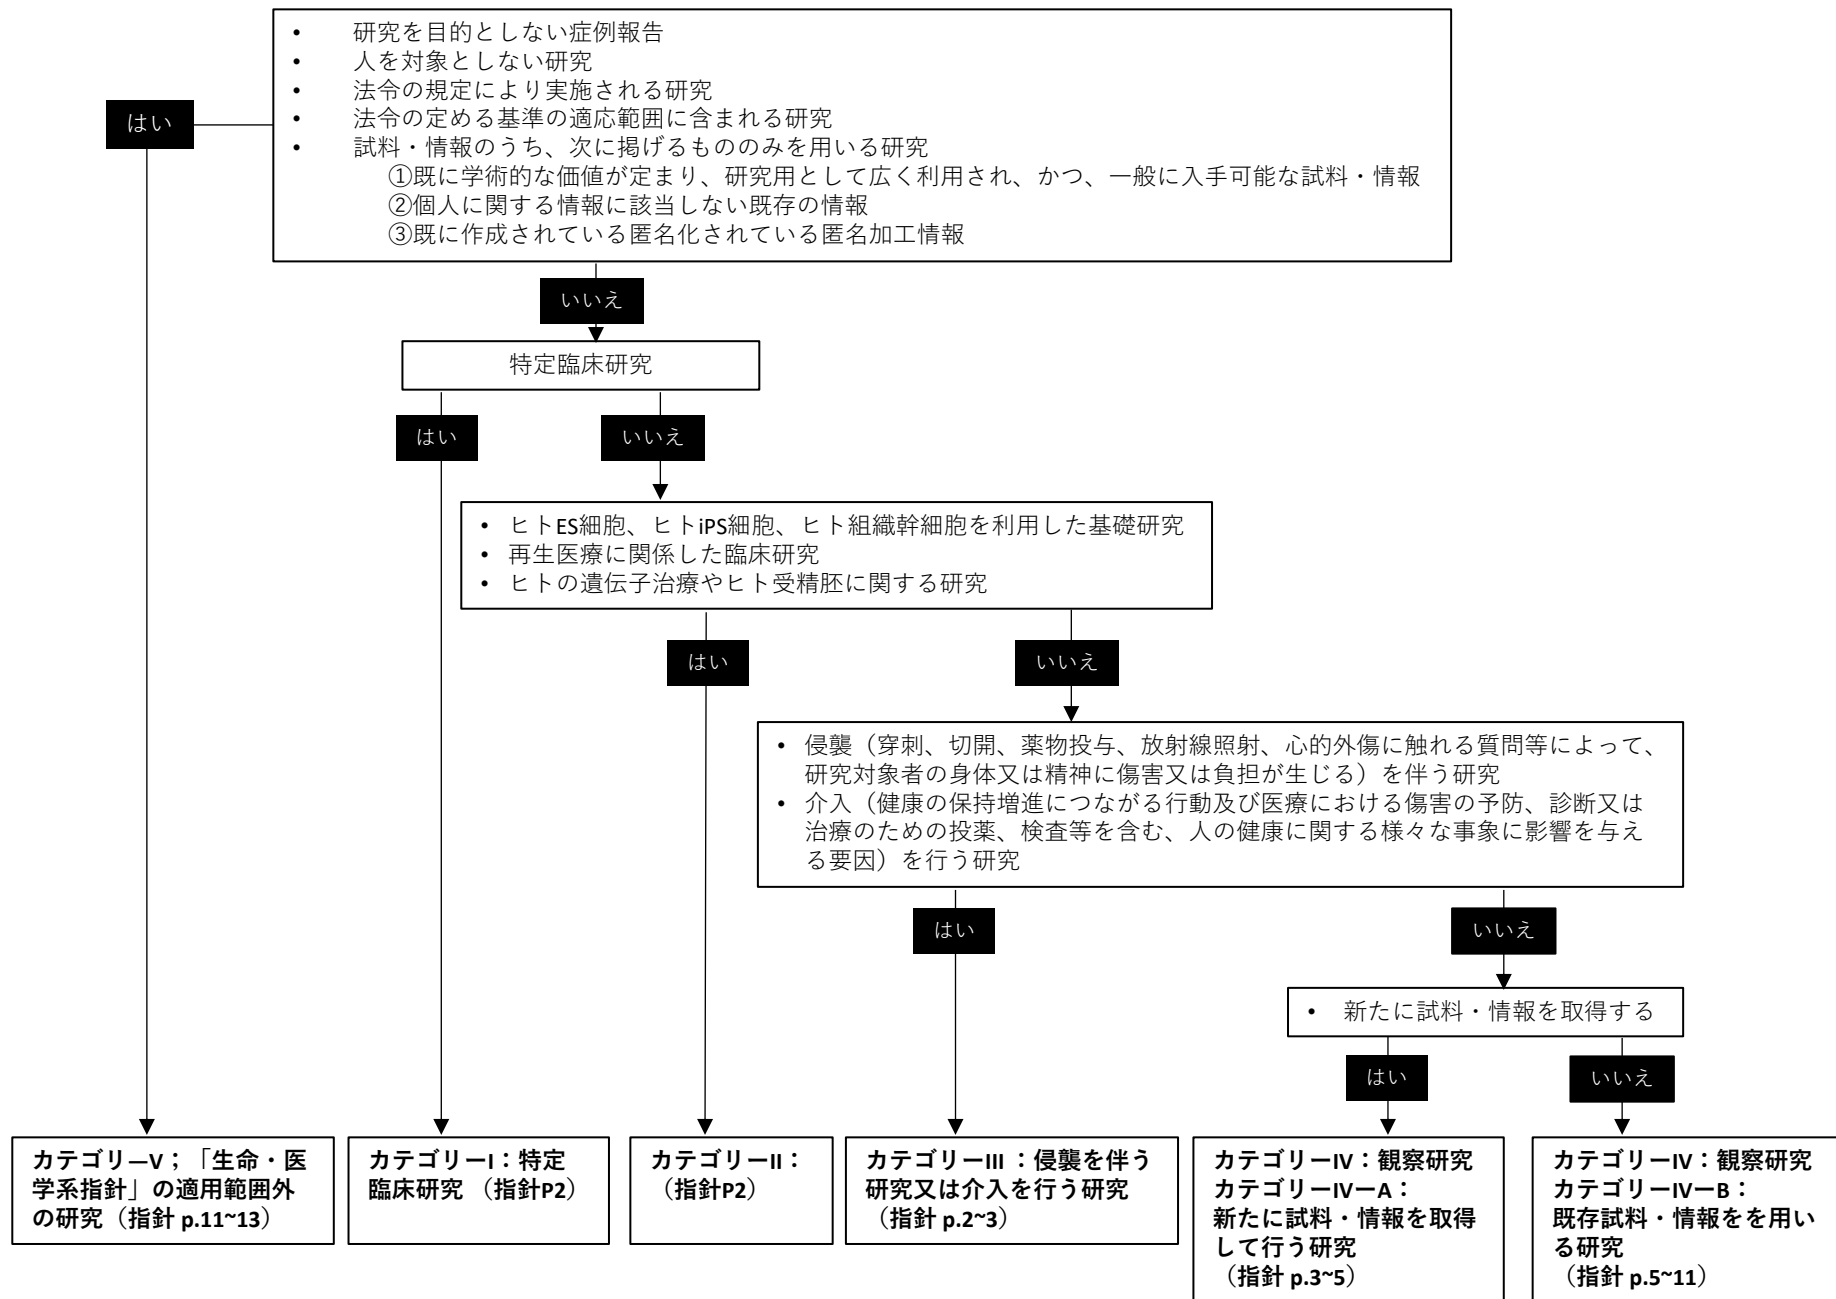 • 研究を目的としない症例報告
• 人を対象としない研究
• 法令の規定により実施される研究
• 法令の定める基準の適応範囲に含まれる研究
• 試料・情報のうち、次に掲げるもののみを用いる研究
①既に学術的な価値が定まり、研究用として広く利用され、かつ、一般に入手可能な試料・情報
②個人に関する情報に該当しない既存の情報
③既に作成されている匿名化されている匿名加工情報
はい
いいえ
特定臨床研究
はい
いいえ
• ヒトES細胞、ヒトiPS細胞、ヒト組織幹細胞を利用した基礎研究
• 再生医療に関係した臨床研究
• ヒトの遺伝子治療やヒト受精胚に関する研究
はい
いいえ
• 侵襲（穿刺、切開、薬物投与、放射線照射、心的外傷に触れる質問等によって、
研究対象者の身体又は精神に傷害又は負担が生じる）を伴う研究
• 介入（健康の保持増進につながる行動及び医療における傷害の予防、診断又は
治療のための投薬、検査等を含む、人の健康に関する様々な事象に影響を与え
る要因）を行う研究
はい
いいえ
• 新たに試料・情報を取得する
はい
いいえ
カテゴリ―V；「生命・医
学系指針」の適用範囲外
の研究（指針 p.11~13）
カテゴリーI：特定
臨床研究 （指針P2）
カテゴリーII：
（指針P2）
カテゴリーIII ：侵襲を伴う
研究又は介入を行う研究
（指針 p.2~3）
カテゴリーIV：観察研究
カテゴリーIVーA：
新たに試料・情報を取得
して行う研究
（指針 p.3~5）
カテゴリーIV：観察研究
カテゴリーIVーB：
既存試料・情報をを用い
る研究
（指針 p.5~11）